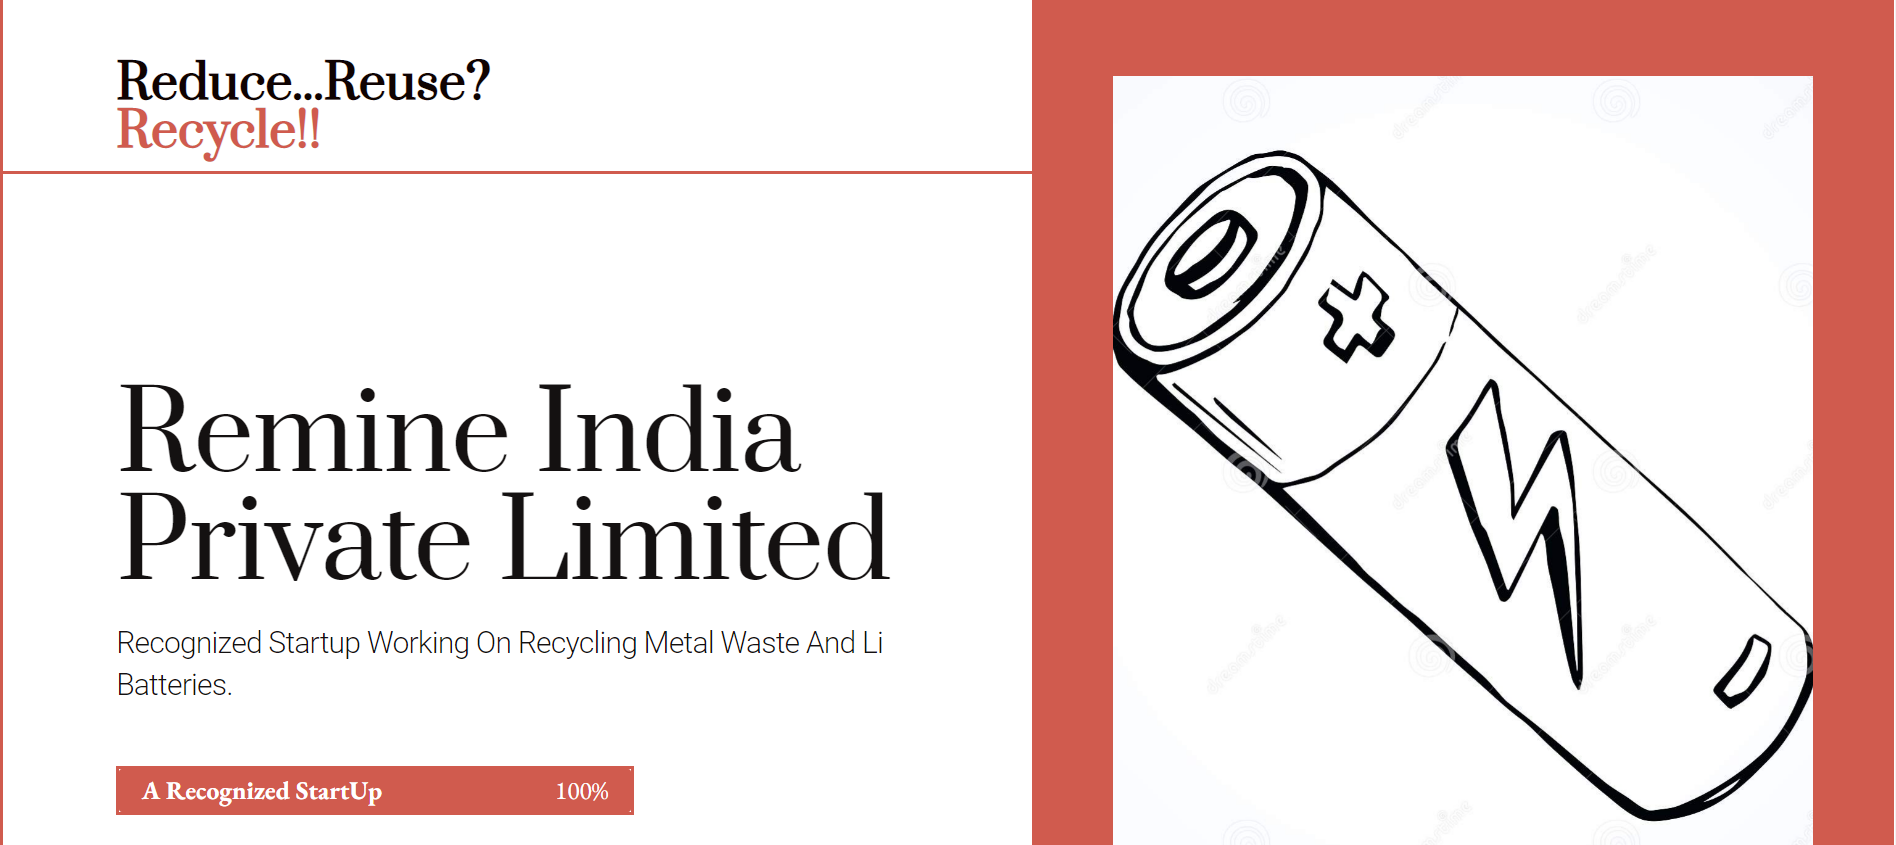 Reduce...Reuse?
Recycle!!
Remine India
Private Limited
Recognized Startup Working On Recycling Metal Waste And Li
Batteries.
A Recognized StartUp 100%